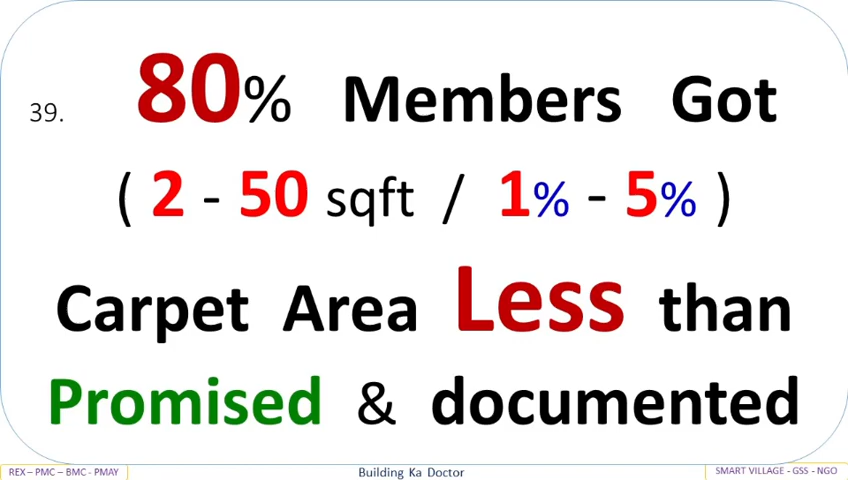 39. 80% Members Got
( 2 - 50 sqft / 1% - 5% )
Carpet Area Less than
Promised & documented
REX – PMC – BMC - PMAY Building Ka Doctor SMART VILLAGE - GSS - NGO